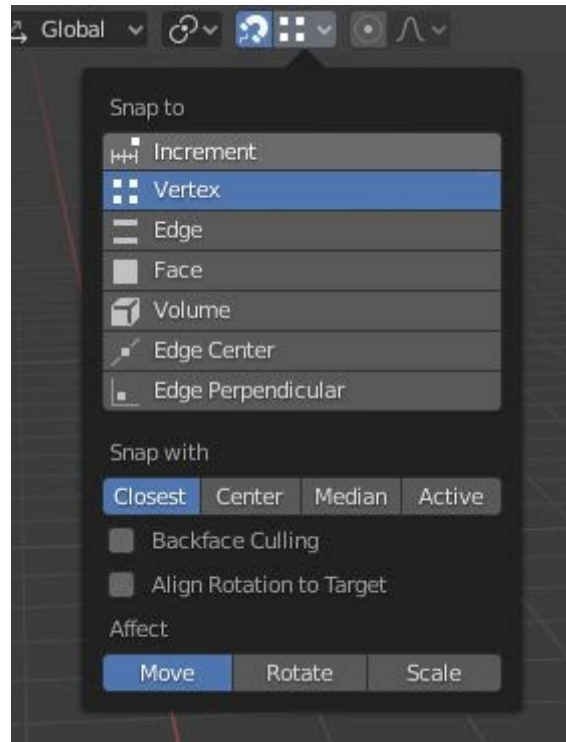 Global
Snap to
Increment
Vertex
Edge
Face
Volume
Edge Center
Edge Perpendicular
Snap with
Closest Center Median Active
Backface Culling
Align Rotation to Target
Affect
Move Rotate Scale